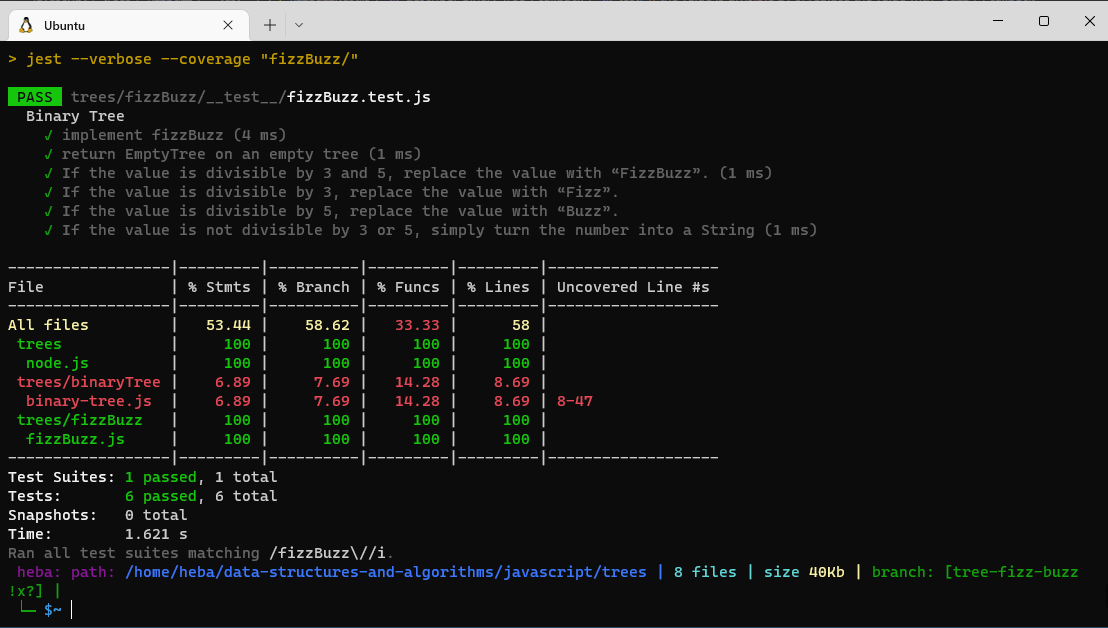 Ubuntu
> jest --verbose --coverage "fizzBuzz/"
PASS trees/fizzBuzz/__test__/fizzBuzz.test.js
  Binary Tree
    √ implement fizzBuzz (4 ms)
    √ return EmptyTree on an empty tree (1 ms)
    √ If the value is divisible by 3 and 5, replace the value with “FizzBuzz”. (1 ms)
    √ If the value is divisible by 3, replace the value with “Fizz”.
    √ If the value is divisible by 5, replace the value with “Buzz”.
    √ If the value is not divisible by 3 or 5, simply turn the number into a String (1 ms)
------------------|---------|----------|---------|---------|-------------------
File              | % Stmts | % Branch | % Funcs | % Lines | Uncovered Line #s
------------------|---------|----------|---------|---------|-------------------
All files         |   53.44 |    58.62 |   33.33 |      58 |
 trees            |     100 |      100 |     100 |     100 |
  node.js         |     100 |      100 |     100 |     100 |
 trees/binaryTree |    6.89 |     7.69 |   14.28 |    8.69 |
  binary-tree.js  |    6.89 |     7.69 |   14.28 |    8.69 | 8-47
 trees/fizzBuzz   |     100 |      100 |     100 |     100 |
  fizzBuzz.js     |     100 |      100 |     100 |     100 |
------------------|---------|----------|---------|---------|-------------------
Test Suites: 1 passed, 1 total
Tests:       6 passed, 6 total
Snapshots:   0 total
Time:        1.621 s
Ran all test suites matching /fizzBuzz\//i.
 heba: path: /home/heba/data-structures-and-algorithms/javascript/trees | 8 files | size 40Kb | branch: [tree-fizz-buzz
!x?] |
 └─ $~